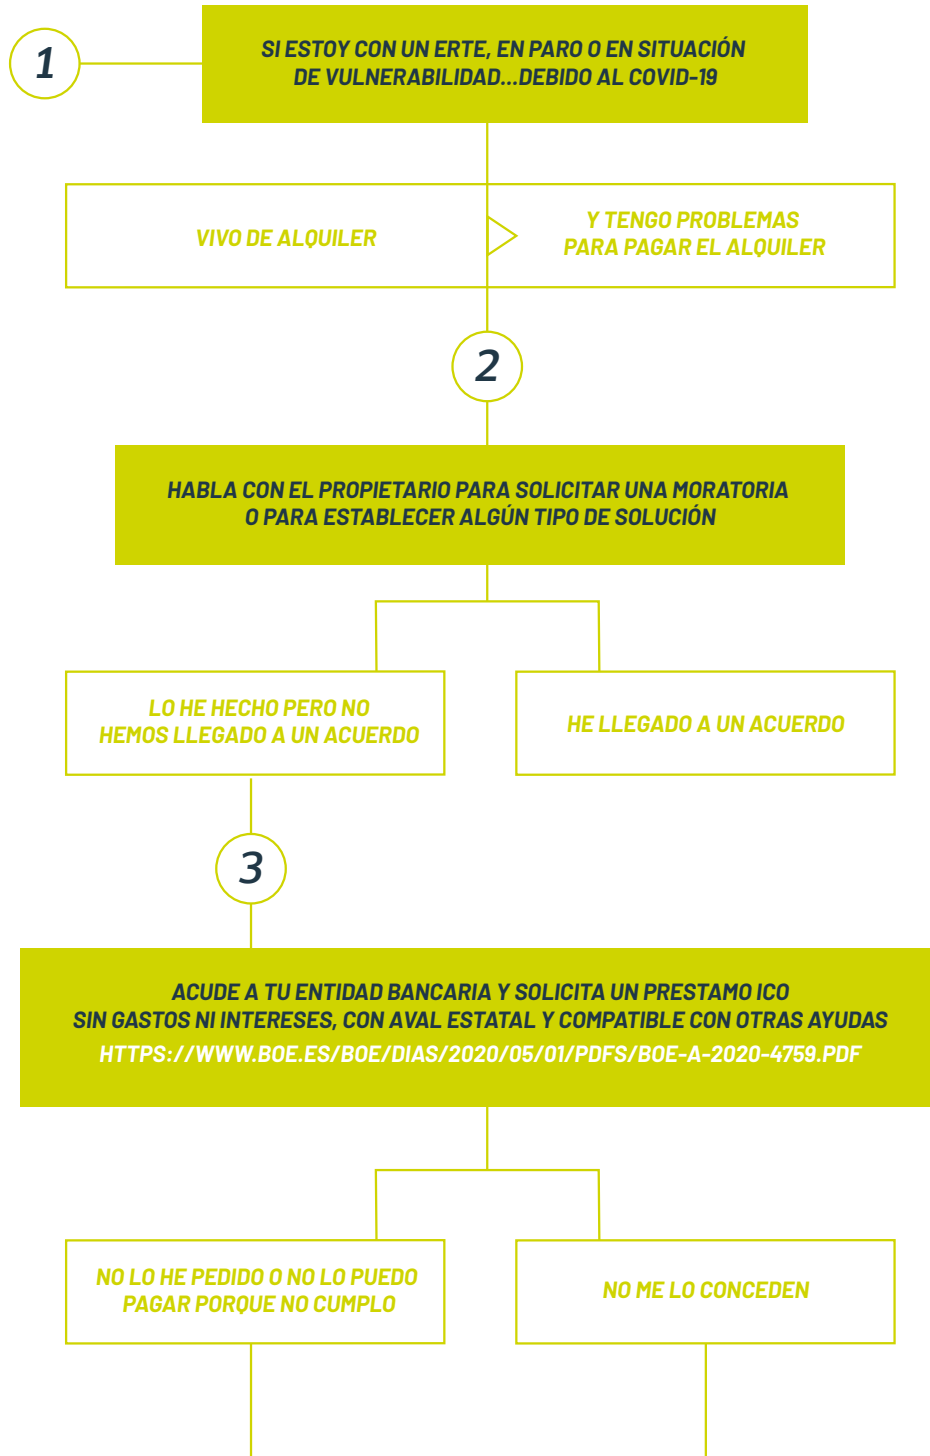 1
SI ESTOY CON UN ERTE, EN PARO O EN SITUACIÓN
DE VULNERABILIDAD...DEBIDO AL COVID-19
VIVO DE ALQUILER
Y TENGO PROBLEMAS
PARA PAGAR EL ALQUILER
2
HABLA CON EL PROPIETARIO PARA SOLICITAR UNA MORATORIA
O PARA ESTABLECER ALGÚN TIPO DE SOLUCIÓN
LO HE HECHO PERO NO
HEMOS LLEGADO A UN ACUERDO
HE LLEGADO A UN ACUERDO
3
ACUDE A TU ENTIDAD BANCARIA Y SOLICITA UN PRESTAMO ICO
SIN GASTOS NI INTERESES, CON AVAL ESTATAL Y COMPATIBLE CON OTRAS AYUDAS
HTTPS://WWW.BOE.ES/BOE/DIAS/2020/05/01/PDFS/BOE-A-2020-4759.PDF
NO LO HE PEDIDO O NO LO PUEDO
PAGAR PORQUE NO CUMPLO
NO ME LO CONCEDEN